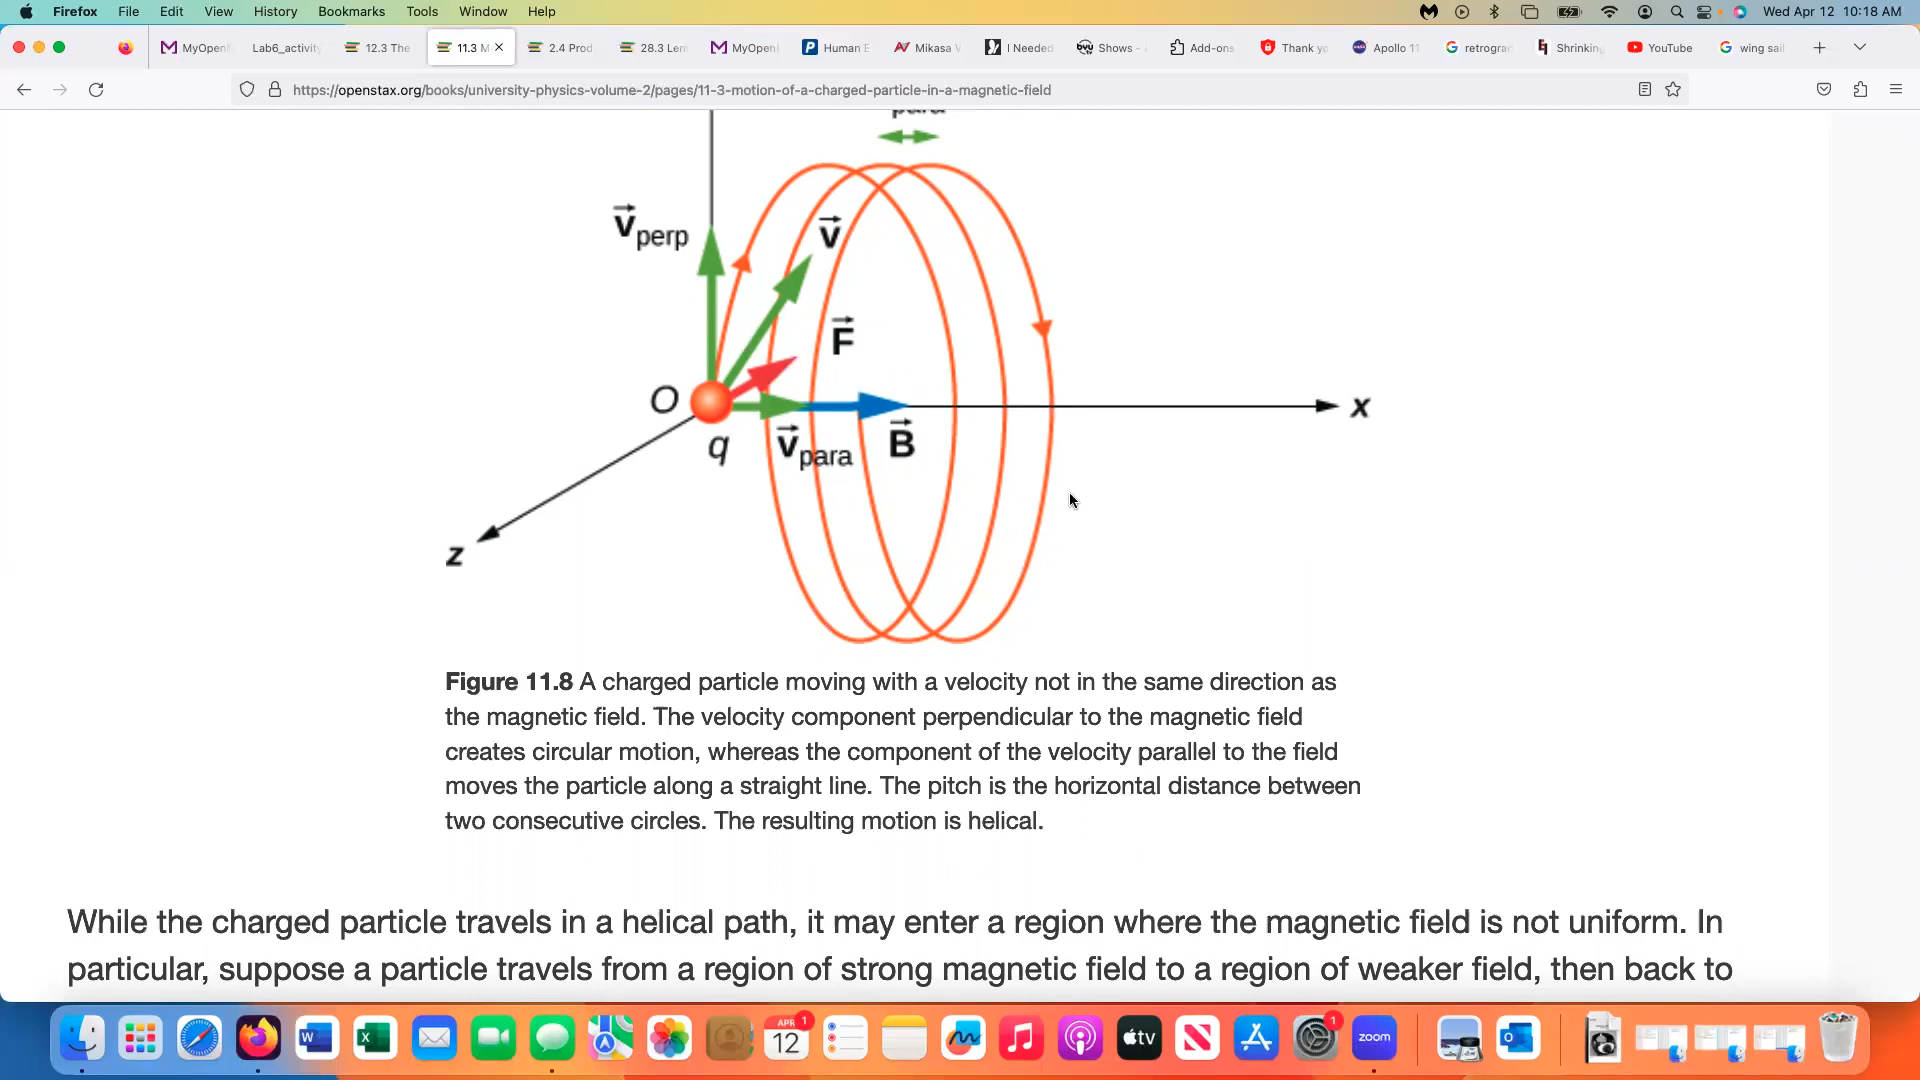 Firefox File Edit View History Bookmarks Tools Window Help Wed Apr 12 10:18 AM
MyOpen Lab6_activity 12.3 The 11.3 M 2.4 Prod 28.3 Len MyOpen Human E Mikasa V I Needed Shows - Add-ons Thank yo Apollo 11 retrogra Shrinking YouTube wing sail
https://openstax.org/books/university-physics-volume-2/pages/11-3-motion-of-a-charged-particle-in-a-magnetic-field
para
v perp
v
F
O
q
v para
B
x
z
Figure 11.8 A charged particle moving with a velocity not in the same direction as
the magnetic field. The velocity component perpendicular to the magnetic field
creates circular motion, whereas the component of the velocity parallel to the field
moves the particle along a straight line. The pitch is the horizontal distance between
two consecutive circles. The resulting motion is helical.
While the charged particle travels in a helical path, it may enter a region where the magnetic field is not uniform. In
particular, suppose a particle travels from a region of strong magnetic field to a region of weaker field, then back to
APR 12 1 tv 1 zoom